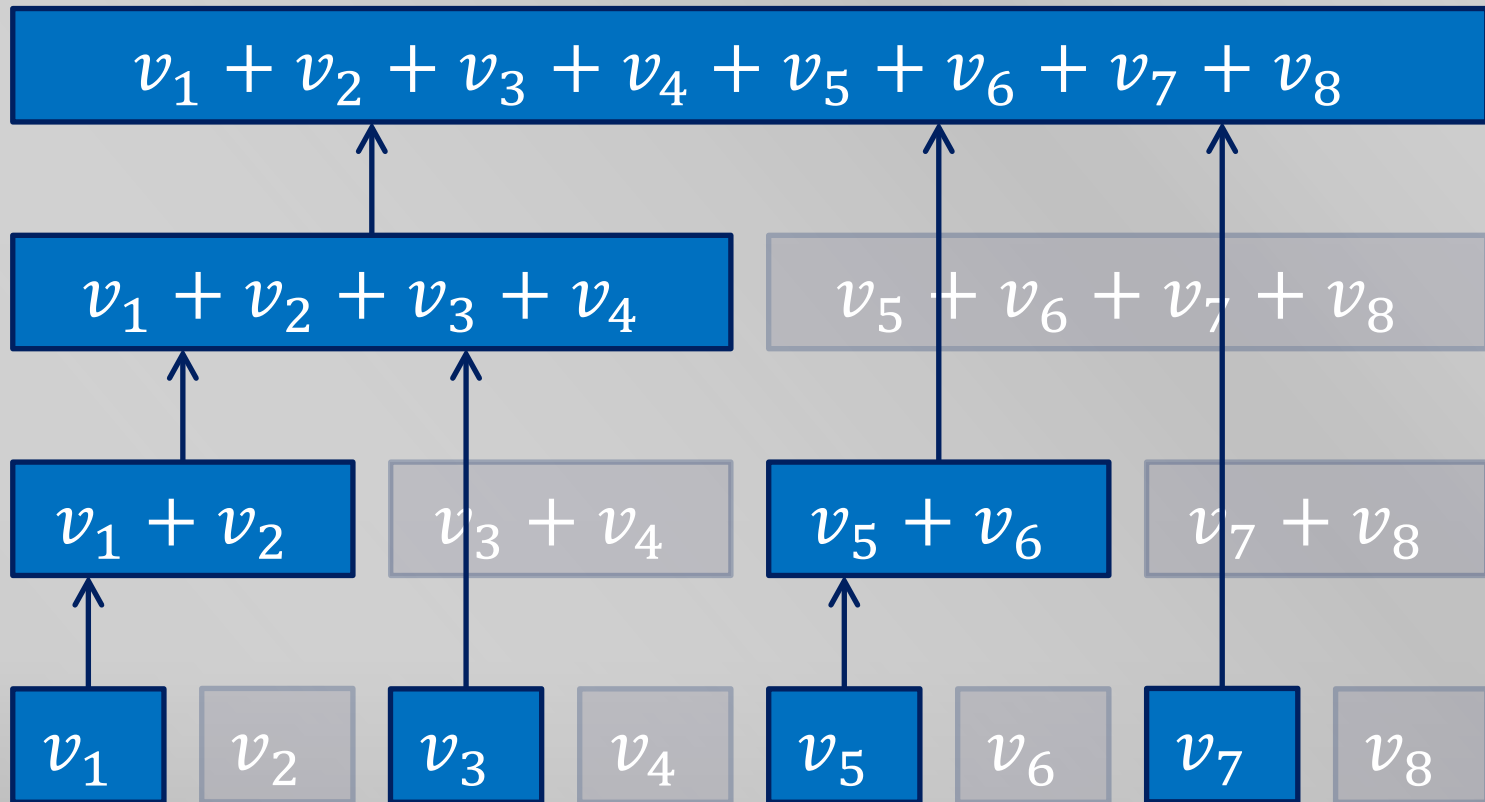 v₁ + v₂ + v₃ + v₄ + v₅ + v₆ + v₇ + v₈
v₁ + v₂ + v₃ + v₄ v₅ + v₆ + v₇ + v₈
v₁ + v₂ v₃ + v₄ v₅ + v₆ v₇ + v₈
v₁ v₂ v₃ v₄ v₅ v₆ v₇ v₈